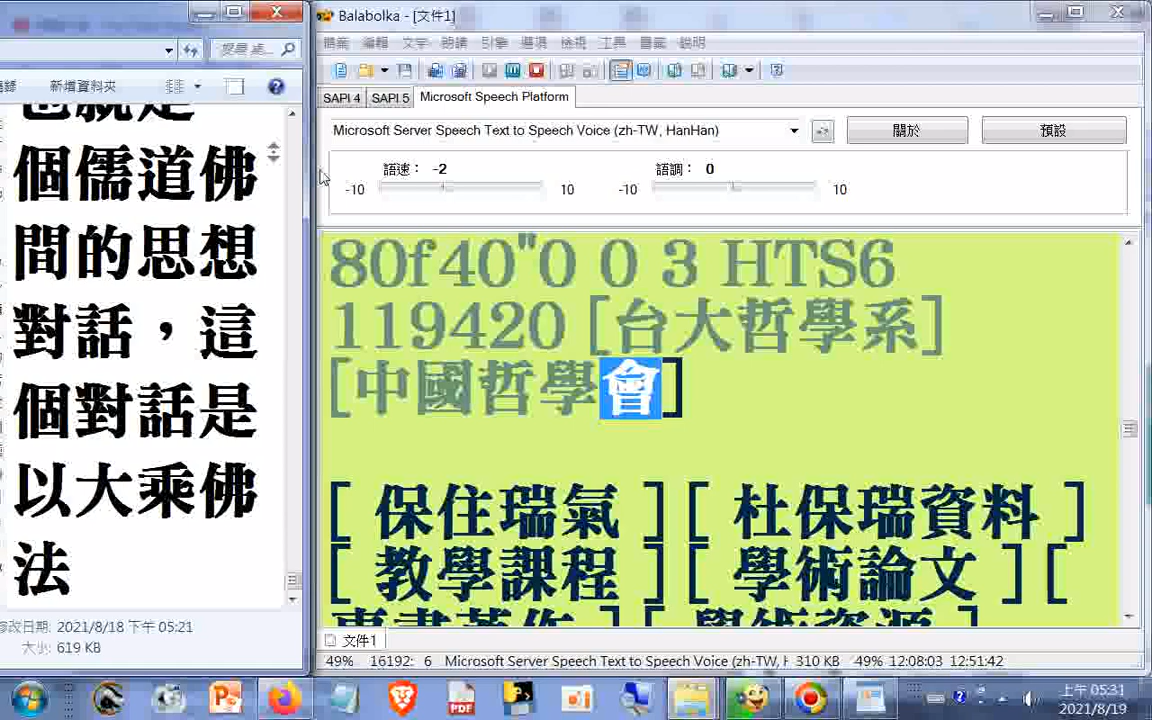 Balabolka - [文件1]
檔案 編輯 文字 朗讀 引擎 選項 檢視 工具 書籤 說明
新增資料夾
SAPI 4 SAPI 5 Microsoft Speech Platform
Microsoft Server Speech Text to Speech Voice (zh-TW, HanHan)
關於
預設
語速： -2
-10 10
語調： 0
-10 10
也就是
個儒道佛
間的思想
對話，這
個對話是
以大乘佛
法
80f40"0 0 3 HTS6
119420 [台大哲學系]
[中國哲學會]
[ 保住瑞氣 ] [ 杜保瑞資料 ]
[ 教學課程 ] [ 學術論文 ] [
專書著作 ] [ 學術資源 ]
修改日期: 2021/8/18 下午 05:21
大小: 619 KB
文件1
49% 16192: 6 Microsoft Server Speech Text to Speech Voice (zh-TW, H 310 KB 49% 12:08:03 12:51:42
上午 05:31
2021/8/19